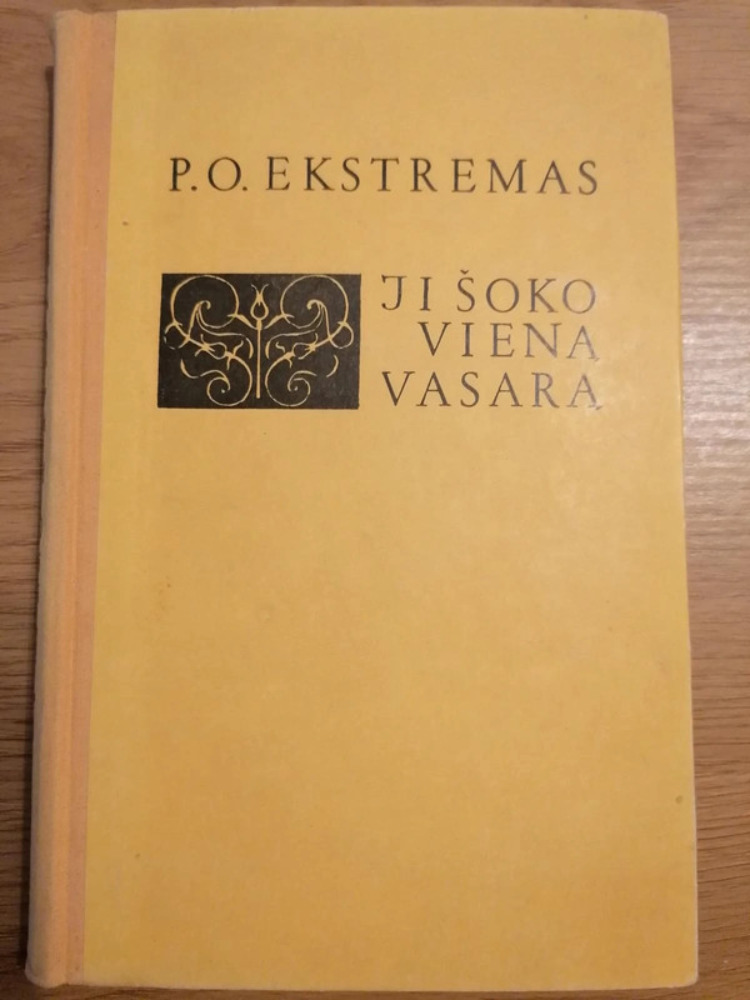 P. O. EKSTREMAS
JI ŠOKO
VIENĄ
VASARĄ